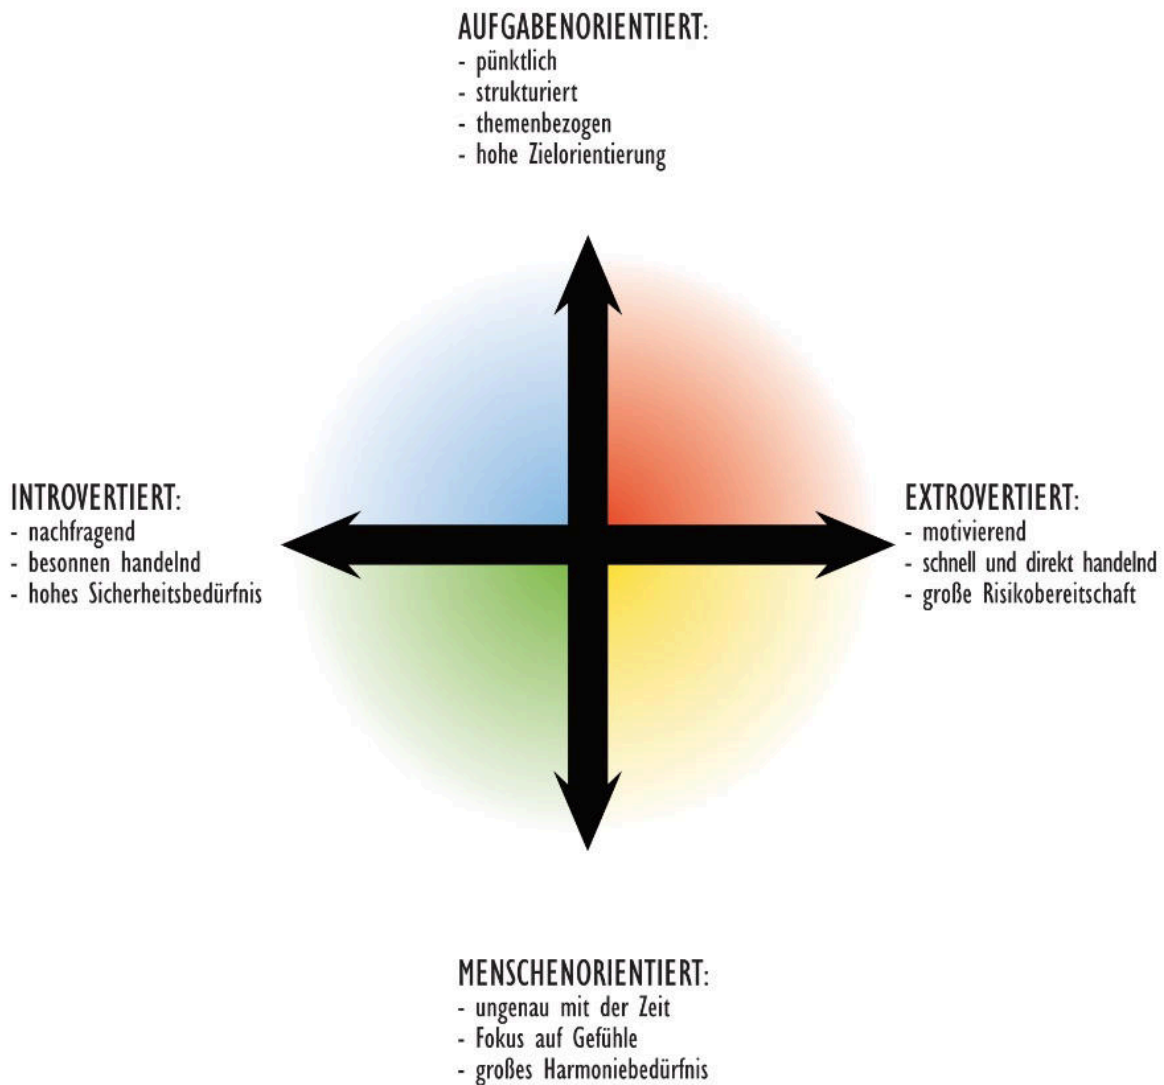 AUFGABENORIENTIERT:
- pünktlich
- strukturiert
- themenbezogen
- hohe Zielorientierung
INTROVERTIERT:
- nachfragend
- besonnen handelnd
- hohes Sicherheitsbedürfnis
EXTROVERTIERT:
- motivierend
- schnell und direkt handelnd
- große Risikobereitschaft
MENSCHENORIENTIERT:
- ungenau mit der Zeit
- Fokus auf Gefühle
- großes Harmoniebedürfnis